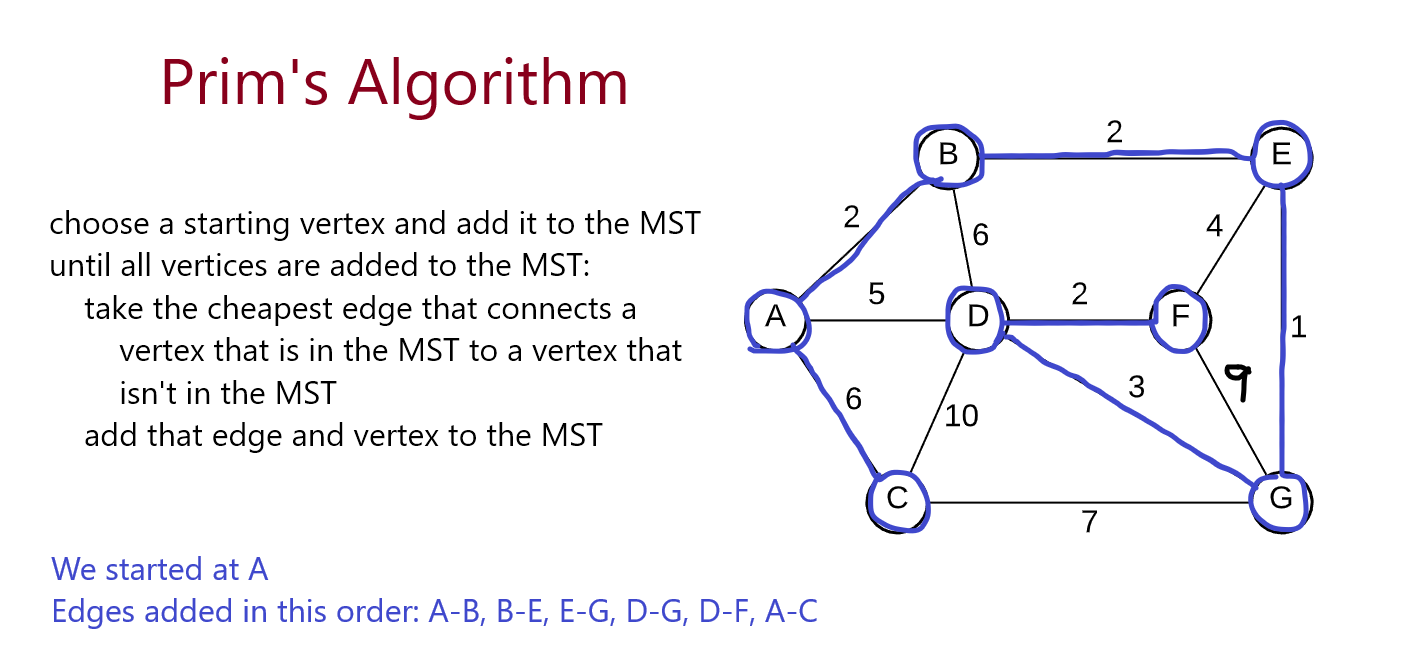 Prim's Algorithm
choose a starting vertex and add it to the MST
until all vertices are added to the MST:
take the cheapest edge that connects a
vertex that is in the MST to a vertex that
isn't in the MST
add that edge and vertex to the MST
We started at A
Edges added in this order: A-B, B-E, E-G, D-G, D-F, A-C
2
B
E
2
6
4
5
2
A
D
F
1
3
9
6
10
C
G
7